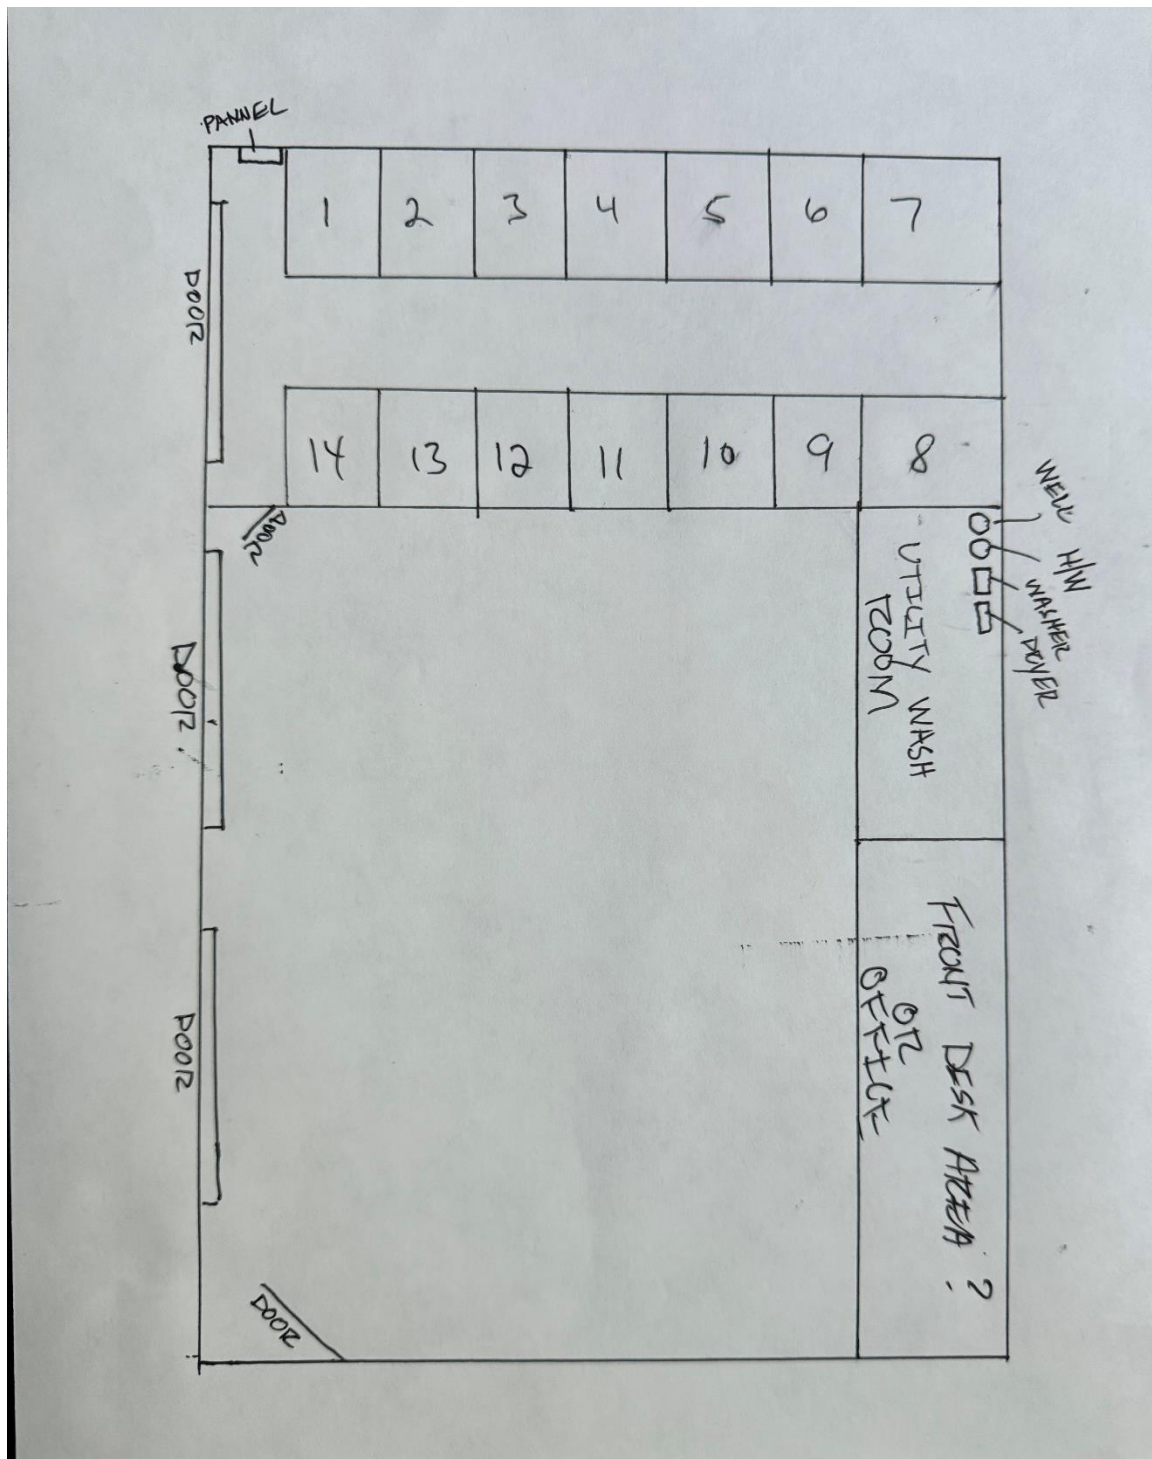 PANNEL
1 2 3 4 5 6 7
DOOR
14 13 12 11 10 9 8
DOOR
WELL
H/W
WASHER
DRYER
UTILITY WASH
ROOM
DOOR
FRONT DESK AREA?
OR
OFFICE
DOOR
DOOR